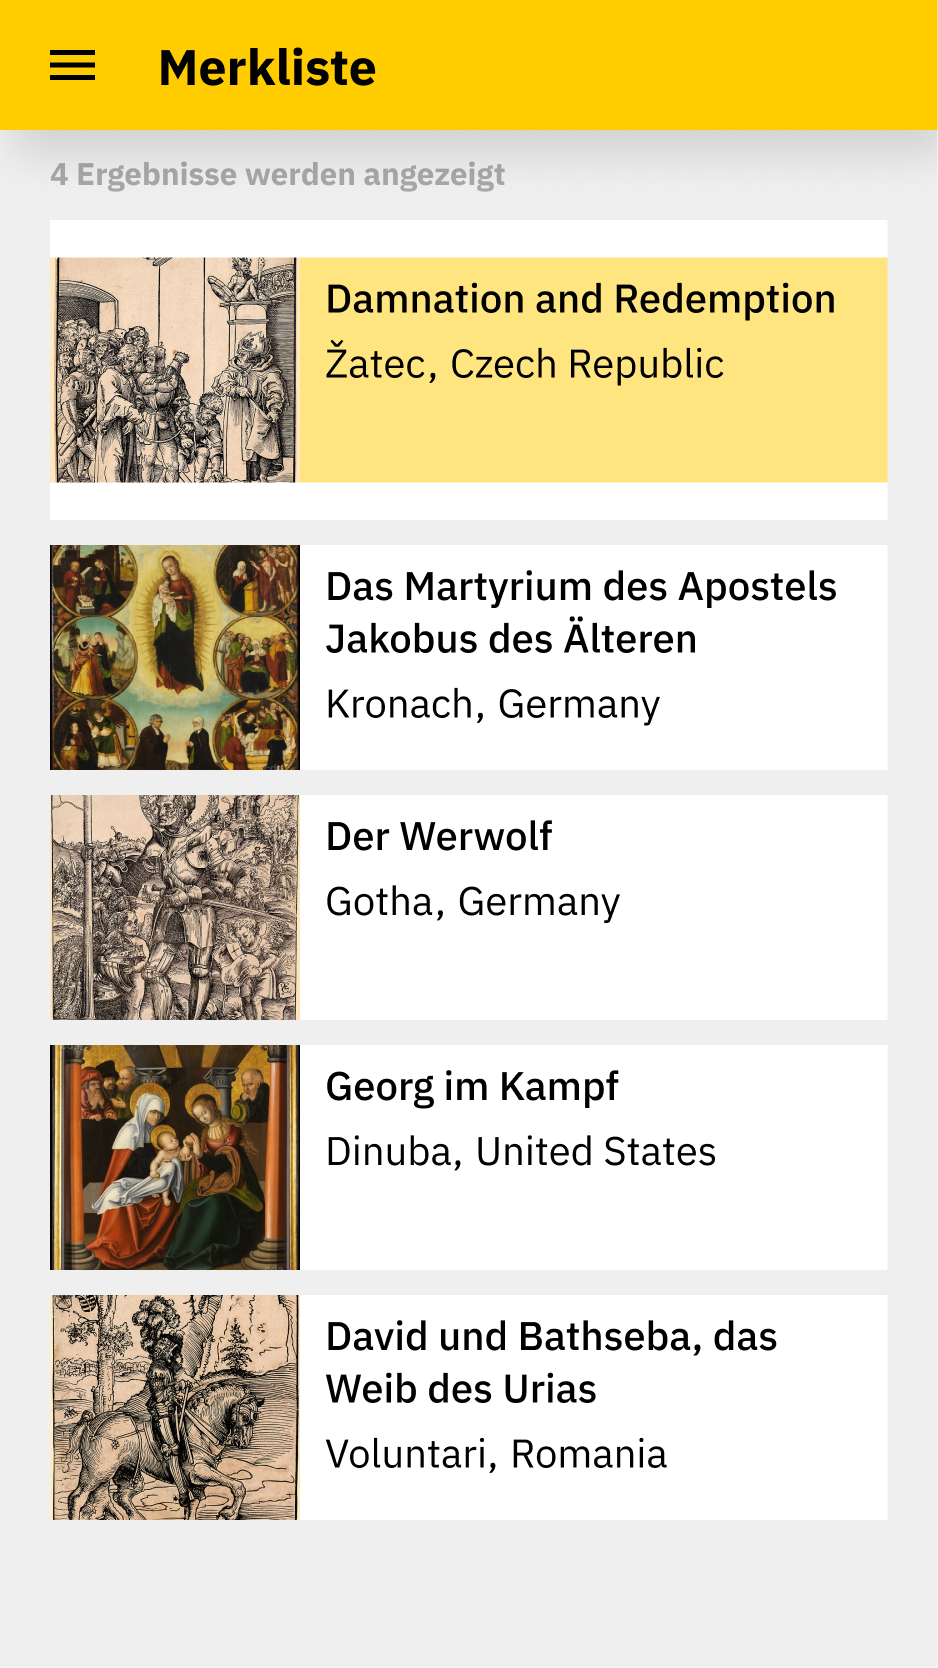 Merkliste
4 Ergebnisse werden angezeigt
Damnation and Redemption
Žatec, Czech Republic
Das Martyrium des Apostels
Jakobus des Älteren
Kronach, Germany
Der Werwolf
Gotha, Germany
Georg im Kampf
Dinuba, United States
David und Bathseba, das
Weib des Urias
Voluntari, Romania